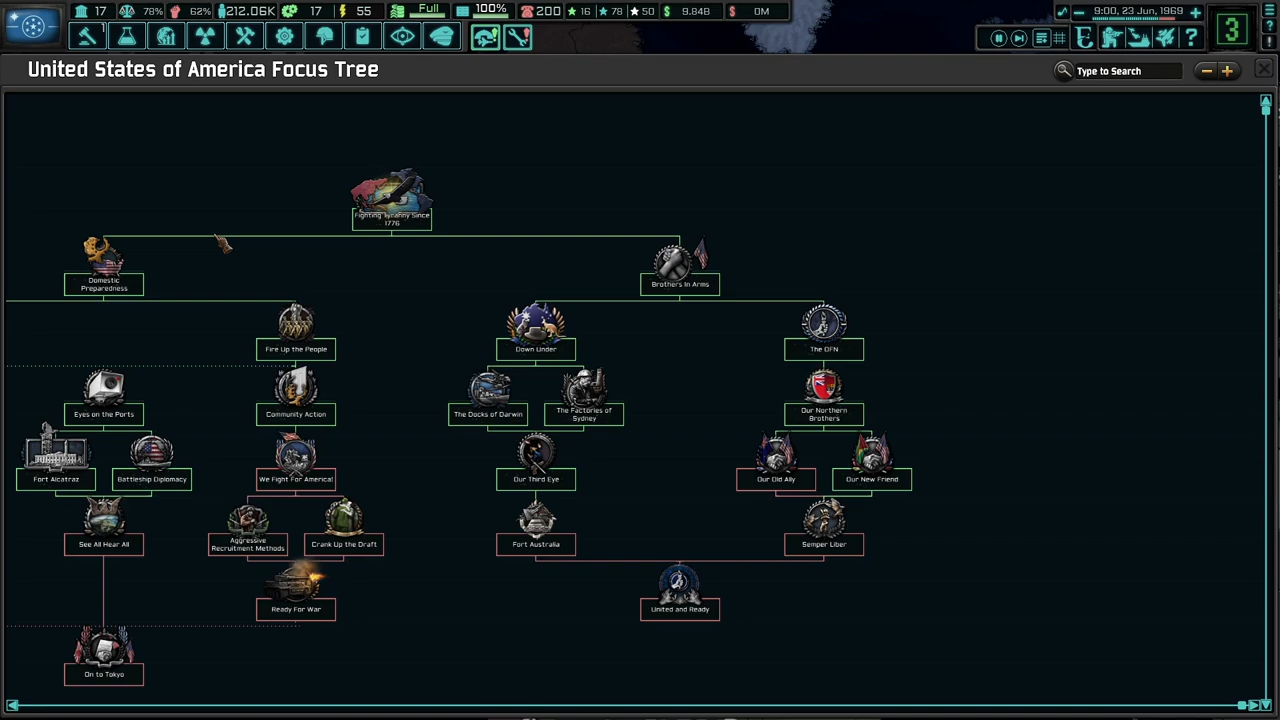 17 78% 62% 212.06K 17 55 Full 100% 200 16 78 50 $ 9.84B $ 0M 9:00, 23 Jun, 1969 3
1
United States of America Focus Tree
Type to Search
Fighting Tyranny Since
1776
Domestic
Preparedness
Brothers In Arms
Fire Up the People
Down Under
The OFN
Eyes on the Ports
Community Action
The Docks of Darwin
The Factories of
Sydney
Our Northern
Brothers
Fort Alcatraz
Battleship Diplomacy
We Fight For America!
Our Third Eye
Our Old Ally
Our New Friend
See All Hear All
Aggressive
Recruitment Methods
Crank Up the Draft
Fort Australia
Semper Liber
Ready For War
United and Ready
On to Tokyo